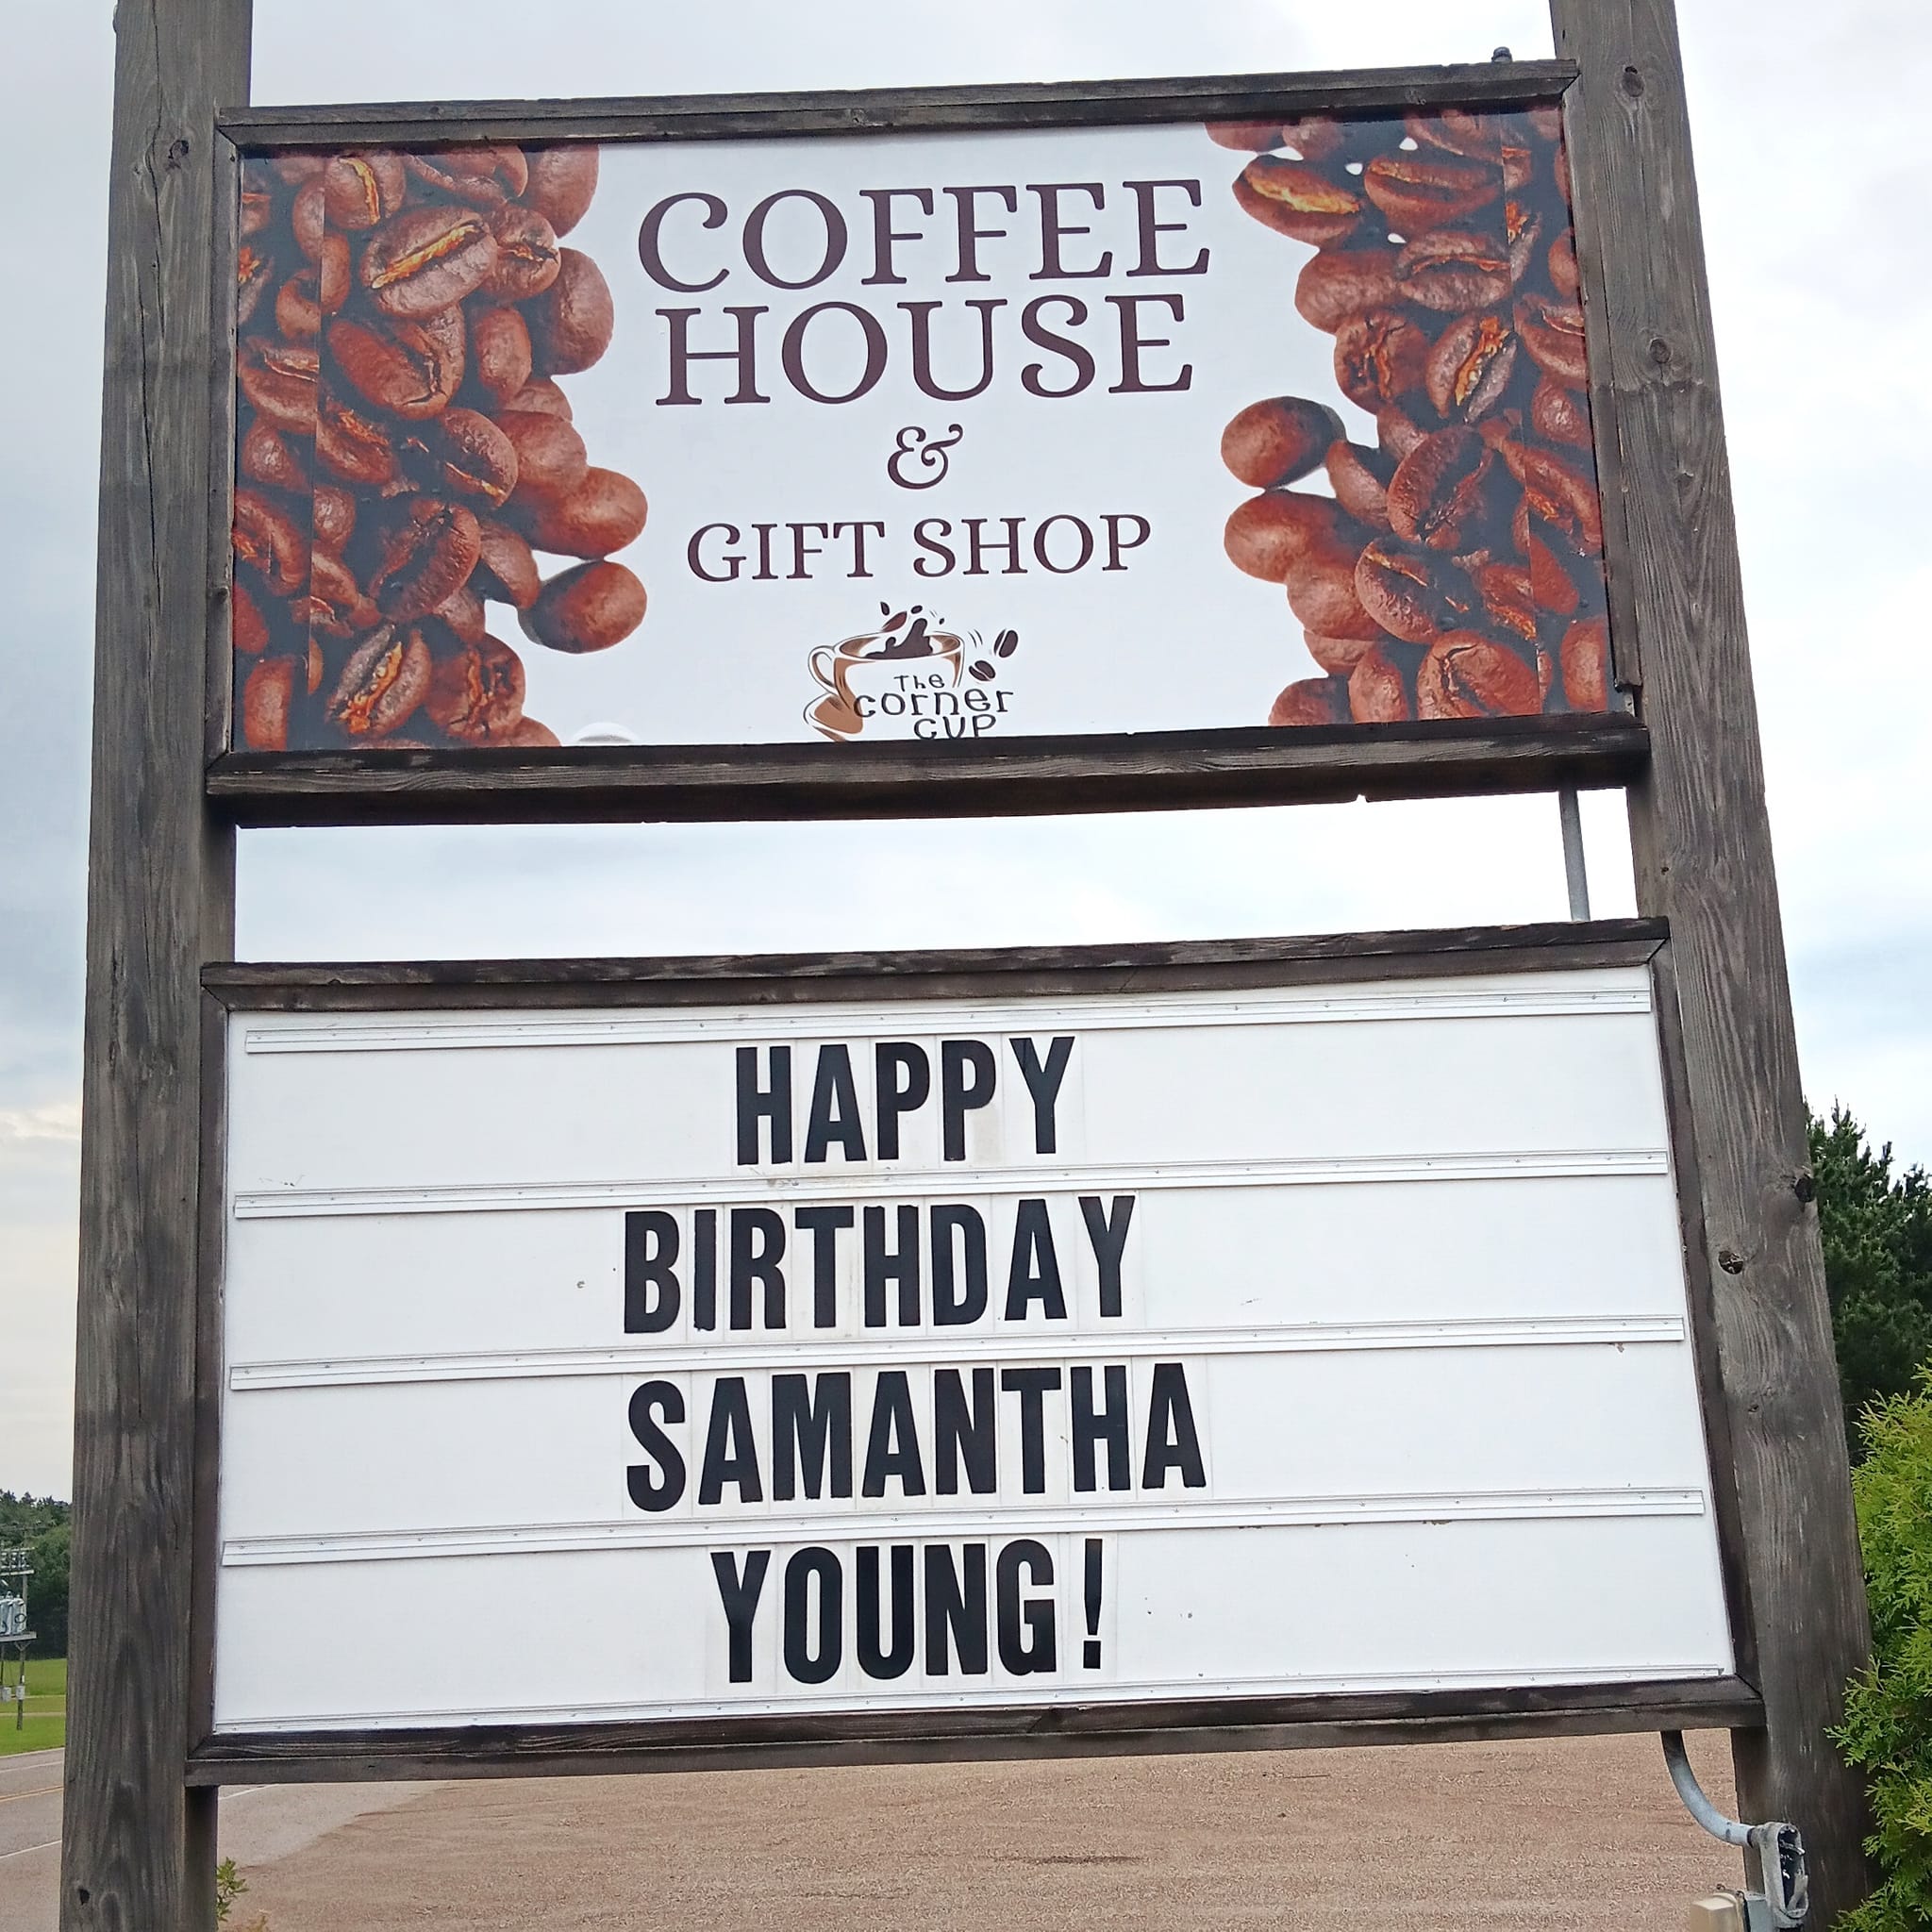 COFFEE
HOUSE
&
GIFT SHOP
The
corner
CUP
HAPPY
BIRTHDAY
SAMANTHA
YOUNG!